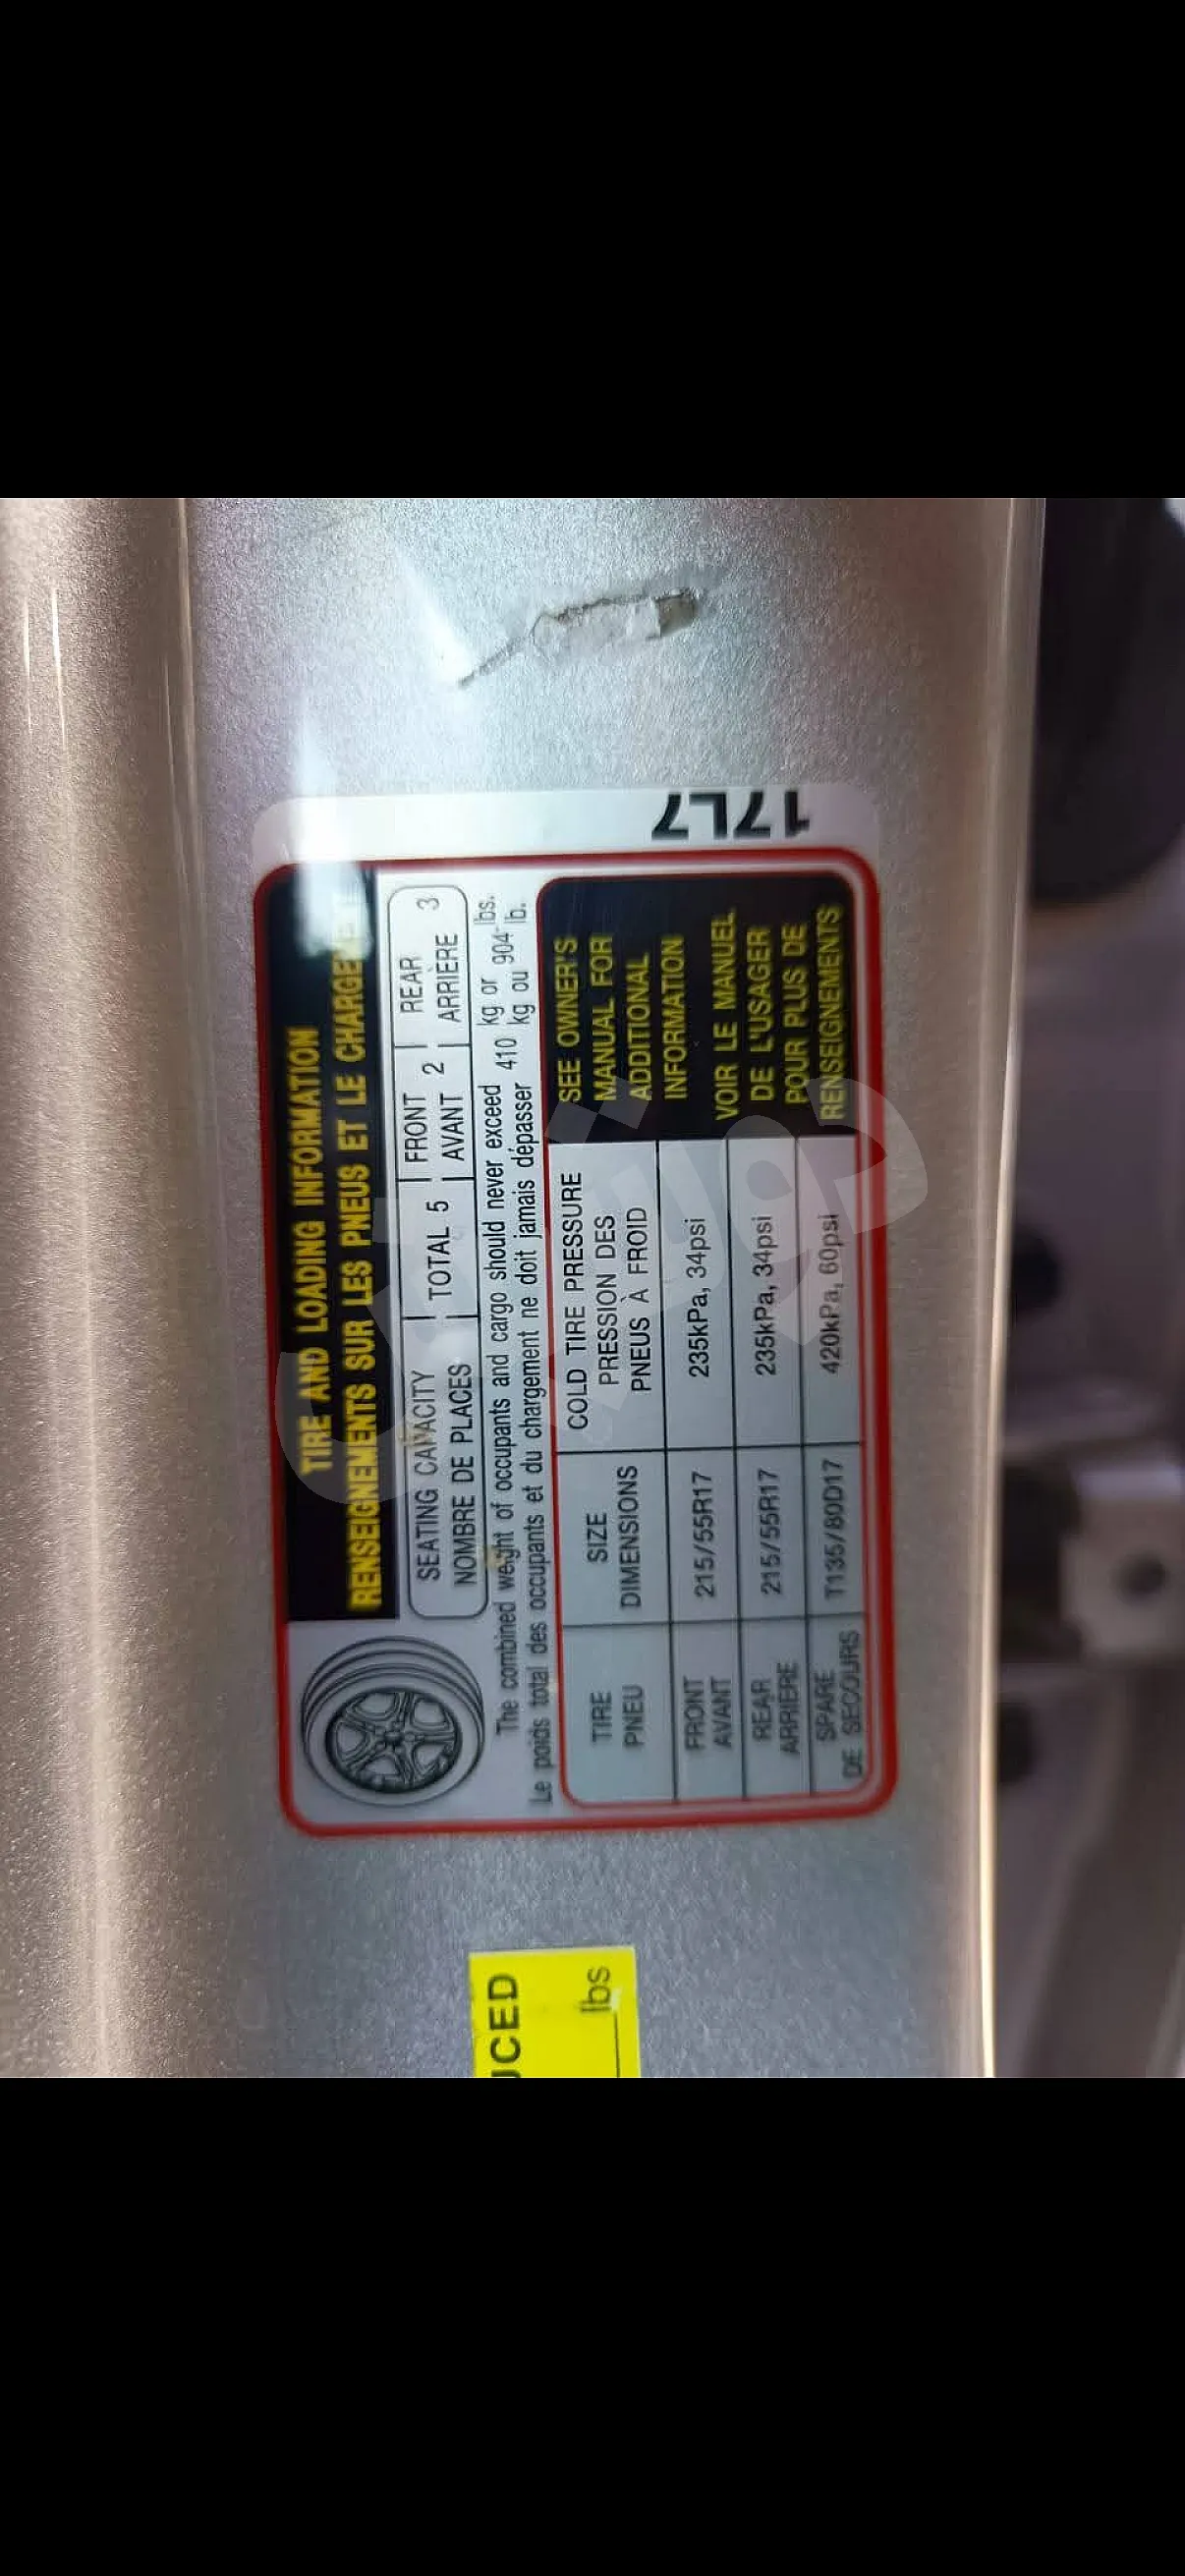 TIRE AND LOADING INFORMATION
RENSEIGNEMENTS SUR LES PNEUS ET LE
SEATING CAPACITY | TOTAL 5 | FRONT 2 | REAR 3
NOMBRE DE PLACES | AVANT | ARRIÈRE
The combined weight of occupants and cargo should never exceed 410 kg or 904 lbs.
Le poids total des occupants et du chargement ne doit jamais dépasser kg ou lb.
TIRE
PNEU
SIZE
DIMENSIONS
COLD TIRE PRESSURE
PRESSION DES
PNEUS À FROID
FRONT
AVANT
215/55R17
235kPa, 34psi
REAR
ARRIÈRE
215/55R17
235kPa, 34psi
SPARE
DE SECOURS
T135/80D17
420kPa, 60psi
SEE OWNER'S
MANUAL FOR
ADDITIONAL
INFORMATION
VOIR LE MANUEL
DE L'USAGER
POUR PLUS DE
RENSEIGNEMENTS
17L7
lbs